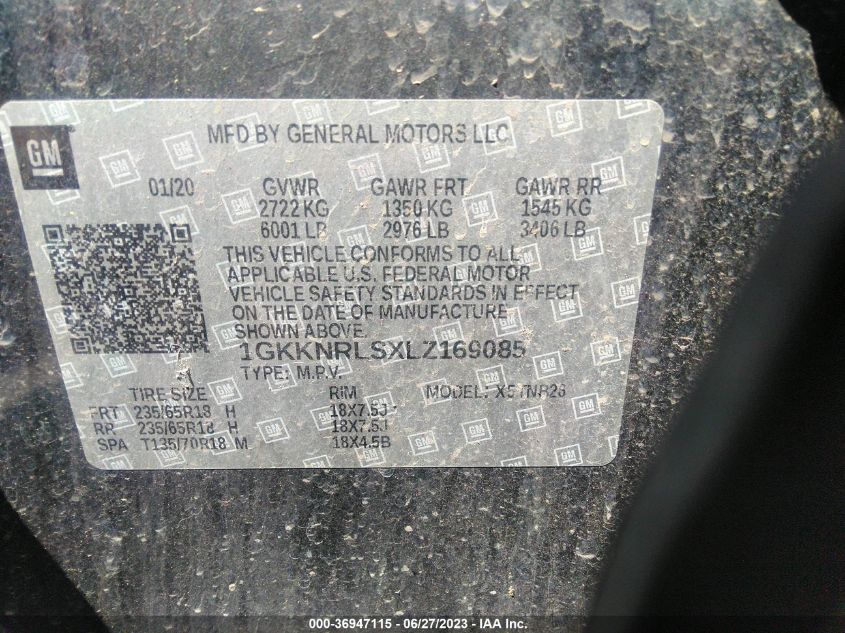 GM
MFD BY GENERAL MOTORS LLC
01/20 GVWR GAWR FRT GAWR RR
2722 KG 1350 KG 1545 KG
6001 LB 2976 LB 3406 LB
THIS VEHICLE CONFORMS TO ALL
APPLICABLE U.S. FEDERAL MOTOR
VEHICLE SAFETY STANDARDS IN EFFECT
ON THE DATE OF MANUFACTURE
SHOWN ABOVE.
1GKKNRLSXLZ169085
TYPE: M.P.V.
TIRE SIZE RIM MODEL:
FRT 235/65R18 H 18X7.5J
RR 235/65R18 H 18X7.5J
SPA T135/70R18 M 18X4.5B
000-36947115 — 06/27/2023 — IAA Inc.